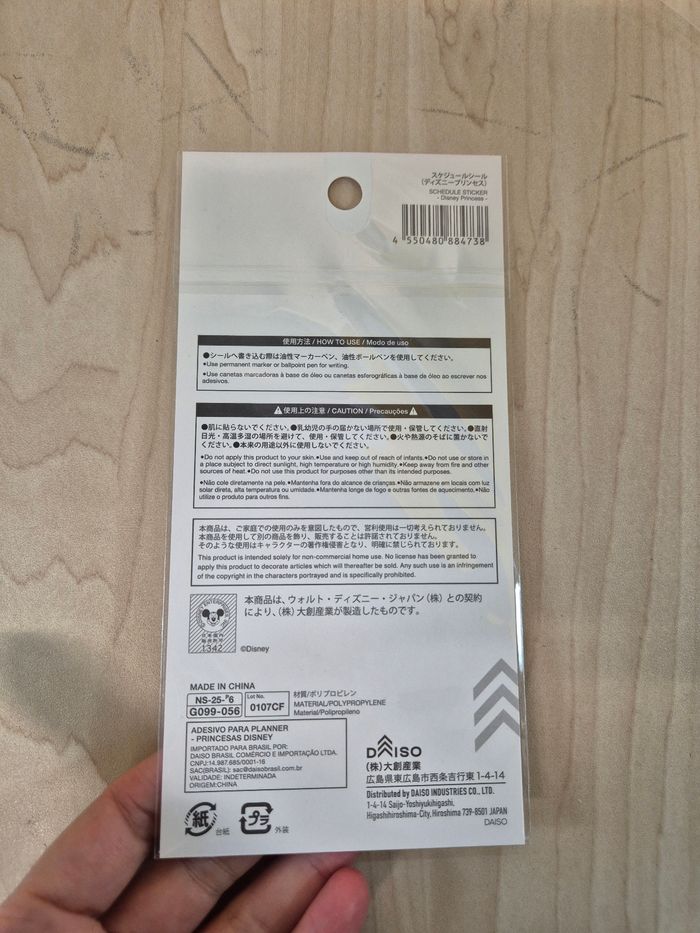 スケジュールシール
(ディズニープリンセス)
SCHEDULE STICKER
- Disney Princess -
4 550480 884738
使用方法 / HOW TO USE / Modo de uso
●シールへ書き込む際は油性マーカーペン、油性ボールペンを使用してください。
•Use permanent marker or ballpoint pen for writing.
•Use canetas marcadoras à base de óleo ou canetas esferográficas à base de óleo ao escrever nos
adesivos.
⚠使用上の注意 / CAUTION / Precauções⚠
●肌に貼らないでください。●乳幼児の手の届かない場所で使用・保管してください。●直射
日光・高温多湿の場所を避けて、使用・保管してください。●火や熱源のそばに置かないで
ください。●本来の用途以外に使用しないでください。
•Do not apply this product to your skin.•Use and keep out of reach of infants.•Do not use or store in
a place subject to direct sunlight, high temperature or high humidity.•Keep away from fire and other
sources of heat.•Do not use this product for purposes other than its intended purposes.
•Não cole diretamente na pele.•Mantenha fora do alcance de crianças.•Não armazene em locais com luz
solar direta, alta temperatura ou umidade.•Mantenha longe de fogo e outras fontes de aquecimento.•Não
utilize o produto para outros fins.
本商品は、ご家庭での使用のみを意図したもので、営利使用は一切考えられておりません。
本商品を使用して別の商品を飾り、販売することは許諾されておりません。
そのような使用はキャラクターの著作権侵害となり、明確に禁じられております。
This product is intended solely for non-commercial home use. No license has been granted to
apply this product to decorate articles which will thereafter be sold. Any such use is an infringement
of the copyright in the characters portrayed and is specifically prohibited.
本商品は、ウォルト・ディズニー・ジャパン(株)との契約
により、(株)大創産業が製造したものです。
1342
©Disney
MADE IN CHINA
NS-25-P6
G099-056
Lot No.
0107CF
材質/ポリプロピレン
MATERIAL/POLYPROPYLENE
Material/Polipropileno
ADESIVO PARA PLANNER
- PRINCESAS DISNEY
IMPORTADO PARA BRASIL POR:
DAISO BRASIL COMÉRCIO E IMPORTAÇÃO LTDA.
CNPJ:14.987.685/0001-16
SAC(BRASIL): sac@daisobrasil.com.br
VALIDADE: INDETERMINADA
ORIGEM:CHINA
紙
台紙
プラ
外装
DAISO
(株)大創産業
広島県東広島市西条吉行東 1-4-14
Distributed by DAISO INDUSTRIES CO., LTD.
1-4-14 Saijo-Yoshiyukihigashi,
Higashihiroshima-City, Hiroshima 739-8501 JAPAN
DAISO